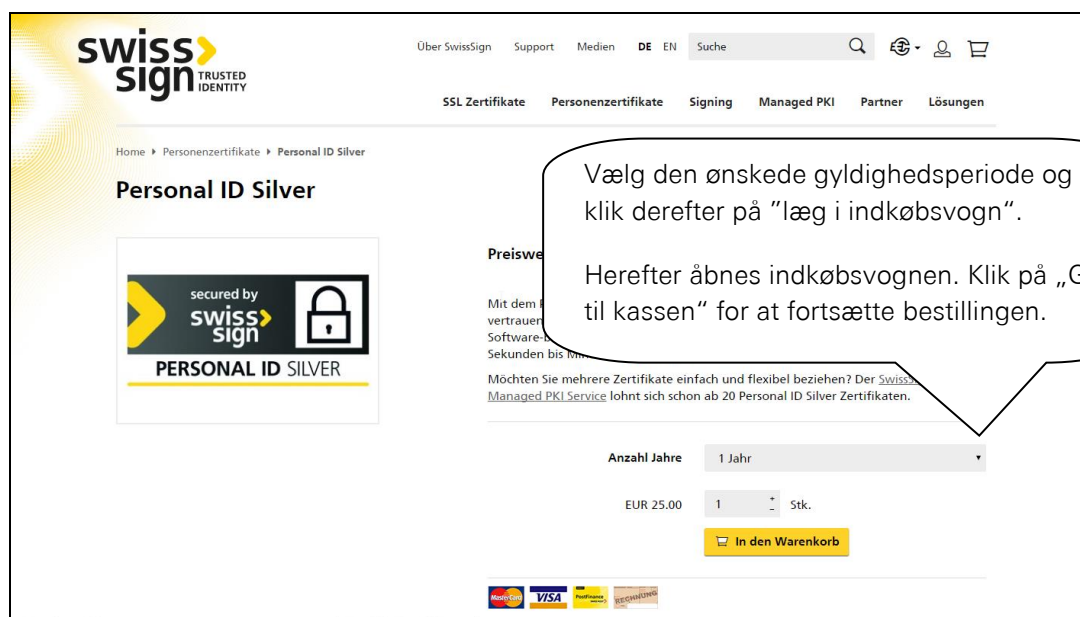 swiss
sign TRUSTED IDENTITY
Über SwissSign Support Medien DE EN Suche
SSL Zertifikate Personenzertifikate Signing Managed PKI Partner Lösungen
Home Personenzertifikate Personal ID Silver
Personal ID Silver
Vælg den ønskede gyldighedsperiode og
klik derefter på ”læg i indkøbsvogn“.
Herefter åbnes indkøbsvognen. Klik på „G
til kassen“ for at fortsætte bestillingen.
secured by
swiss
sign
PERSONAL ID SILVER
Preiswe
Mit dem
vertrauen
Software-b
Sekunden bis
Möchten Sie mehrere Zertifikate einfach und flexibel beziehen? Der
Managed PKI Service lohnt sich schon ab 20 Personal ID Silver Zertifikaten.
Anzahl Jahre 1 Jahr
EUR 25.00 1 + - Stk.
In den Warenkorb
MasterCard VISA PostFinance RECHNUNG